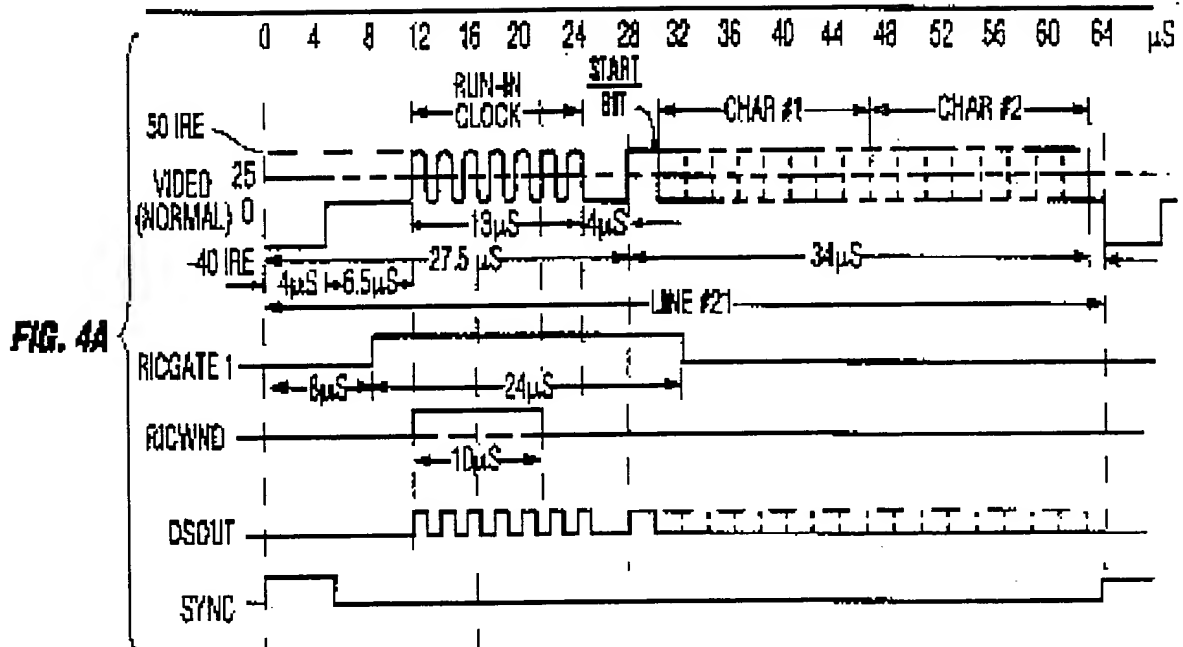 0 4 8 12 16 20 24 28 32 36 40 44 48 52 56 60 64 μS
RUN-IN
CLOCK
START
BIT
CHAR #1
CHAR #2
50 IRE
VIDEO 25
(NORMAL) 0
-40 IRE
13μS
4μS
27.5 μS
34μS
4μS
6.5μS
LINE #21
FIG. 4A
RICGATE 1
8μS
24μS
RICWND
10μS
DSOUT
SYNC